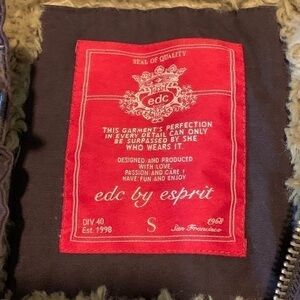 SEAL OF QUALITY
edc
THIS GARMENT'S PERFECTION
IN EVERY DETAIL CAN ONLY
BE SURPASSED BY SHE
WHO WEARS IT.
DESIGNED AND PRODUCED
WITH LOVE,
PASSION AND CARE!
HAVE FUN AND ENJOY
edc by esprit
DIV. 40
Est. 1998
S
1968
San Francisco